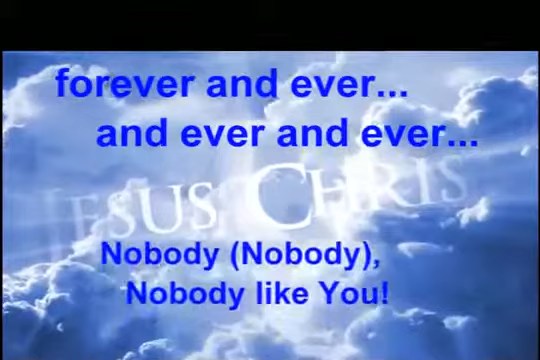 forever and ever...
and ever and ever...
JESUS CHRIS
Nobody (Nobody),
Nobody like You!